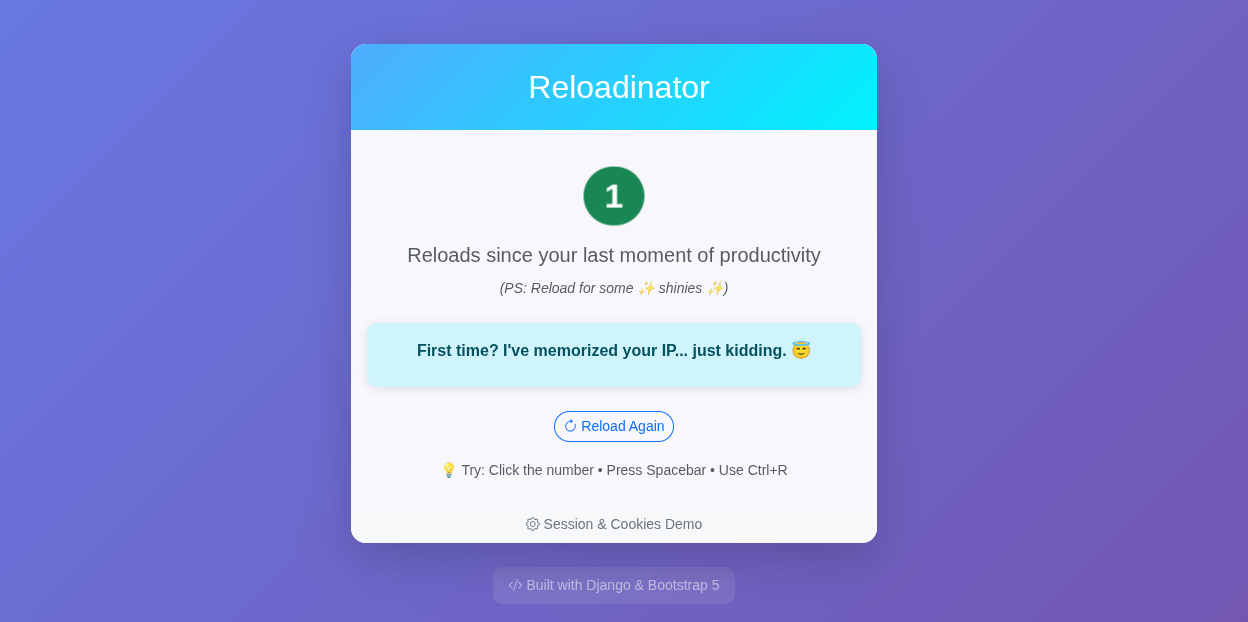 Reloadinator
1
Reloads since your last moment of productivity
(PS: Reload for some ✨ shinies ✨)
First time? I've memorized your IP... just kidding. 😇
Reload Again
💡 Try: Click the number • Press Spacebar • Use Ctrl+R
Session & Cookies Demo
Built with Django & Bootstrap 5